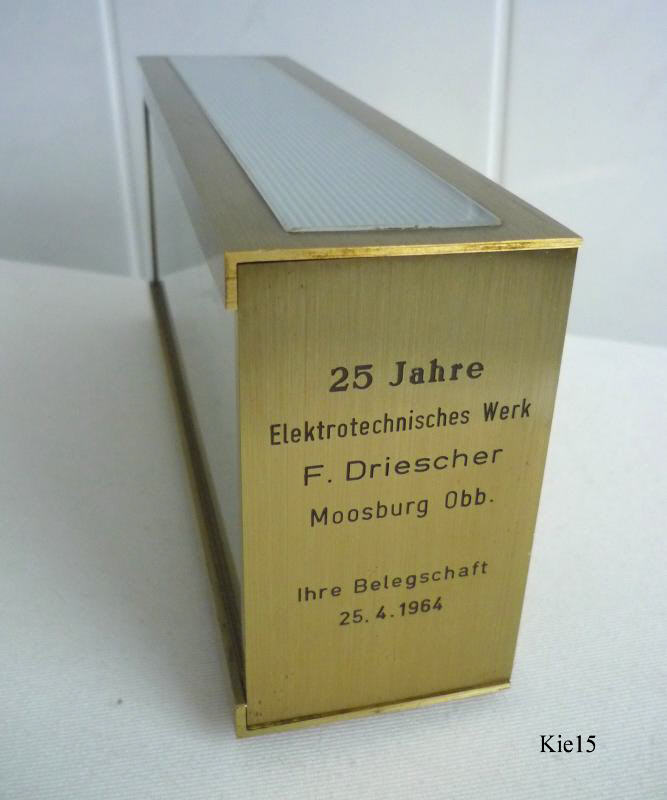 25 Jahre
Elektrotechnisches Werk
F. Driescher
Moosburg Obb.
Ihre Belegschaft
25.4.1964
Kie15